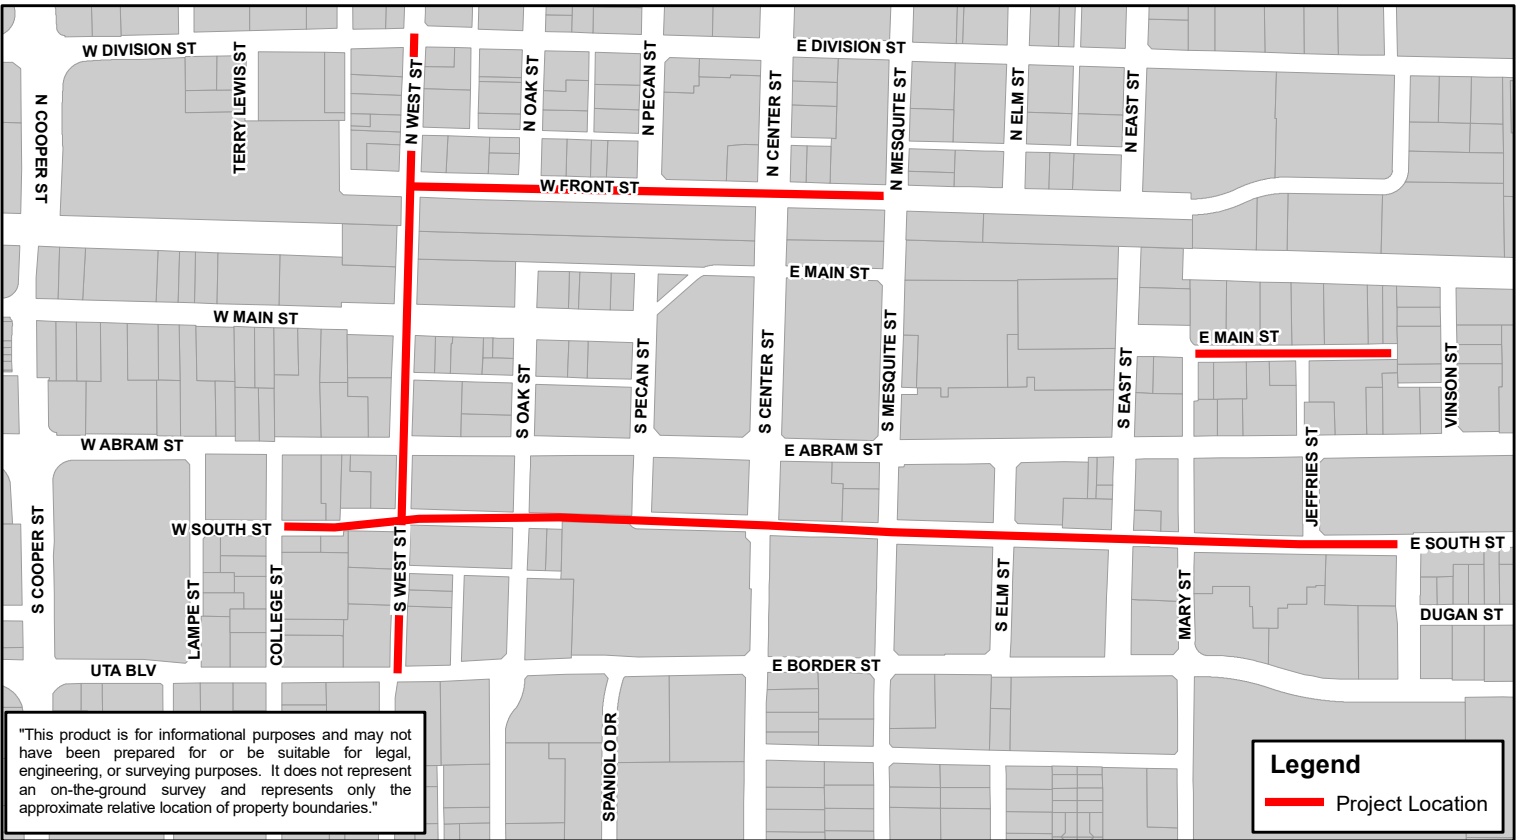 W DIVISION ST
E DIVISION ST
N COOPER ST
TERRY LEWIS ST
N WEST ST
N OAK ST
N PECAN ST
N CENTER ST
N MESQUITE ST
N ELM ST
N EAST ST
W FRONT ST
E MAIN ST
W MAIN ST
E MAIN ST
S OAK ST
S PECAN ST
S CENTER ST
S MESQUITE ST
S EAST ST
VINSON ST
W ABRAM ST
E ABRAM ST
JEFFRIES ST
S COOPER ST
W SOUTH ST
E SOUTH ST
LAMPE ST
COLLEGE ST
S WEST ST
S ELM ST
MARY ST
DUGAN ST
UTA BLV
E BORDER ST
SPANIOLO DR
"This product is for informational purposes and may not
have been prepared for or be suitable for legal,
engineering, or surveying purposes. It does not represent
an on-the-ground survey and represents only the
approximate relative location of property boundaries."
Legend
Project Location